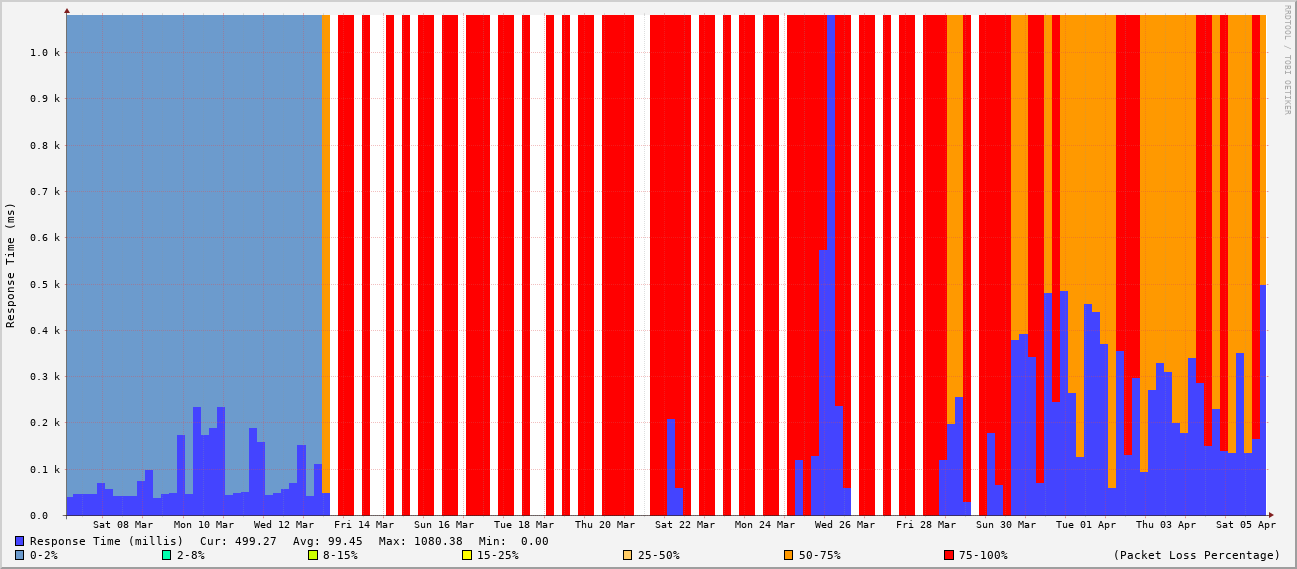 RRDTOOL / TOBI OETIKER
Response Time (ms)
1.0 k
0.9 k
0.8 k
0.7 k
0.6 k
0.5 k
0.4 k
0.3 k
0.2 k
0.1 k
0.0
Sat 08 Mar Mon 10 Mar Wed 12 Mar Fri 14 Mar Sun 16 Mar Tue 18 Mar Thu 20 Mar Sat 22 Mar Mon 24 Mar Wed 26 Mar Fri 28 Mar Sun 30 Mar Tue 01 Apr Thu 03 Apr Sat 05 Apr
Response Time (millis) Cur: 499.27 Avg: 99.45 Max: 1080.38 Min: 0.00
0-2% 2-8% 8-15% 15-25% 25-50% 50-75% 75-100% (Packet Loss Percentage)